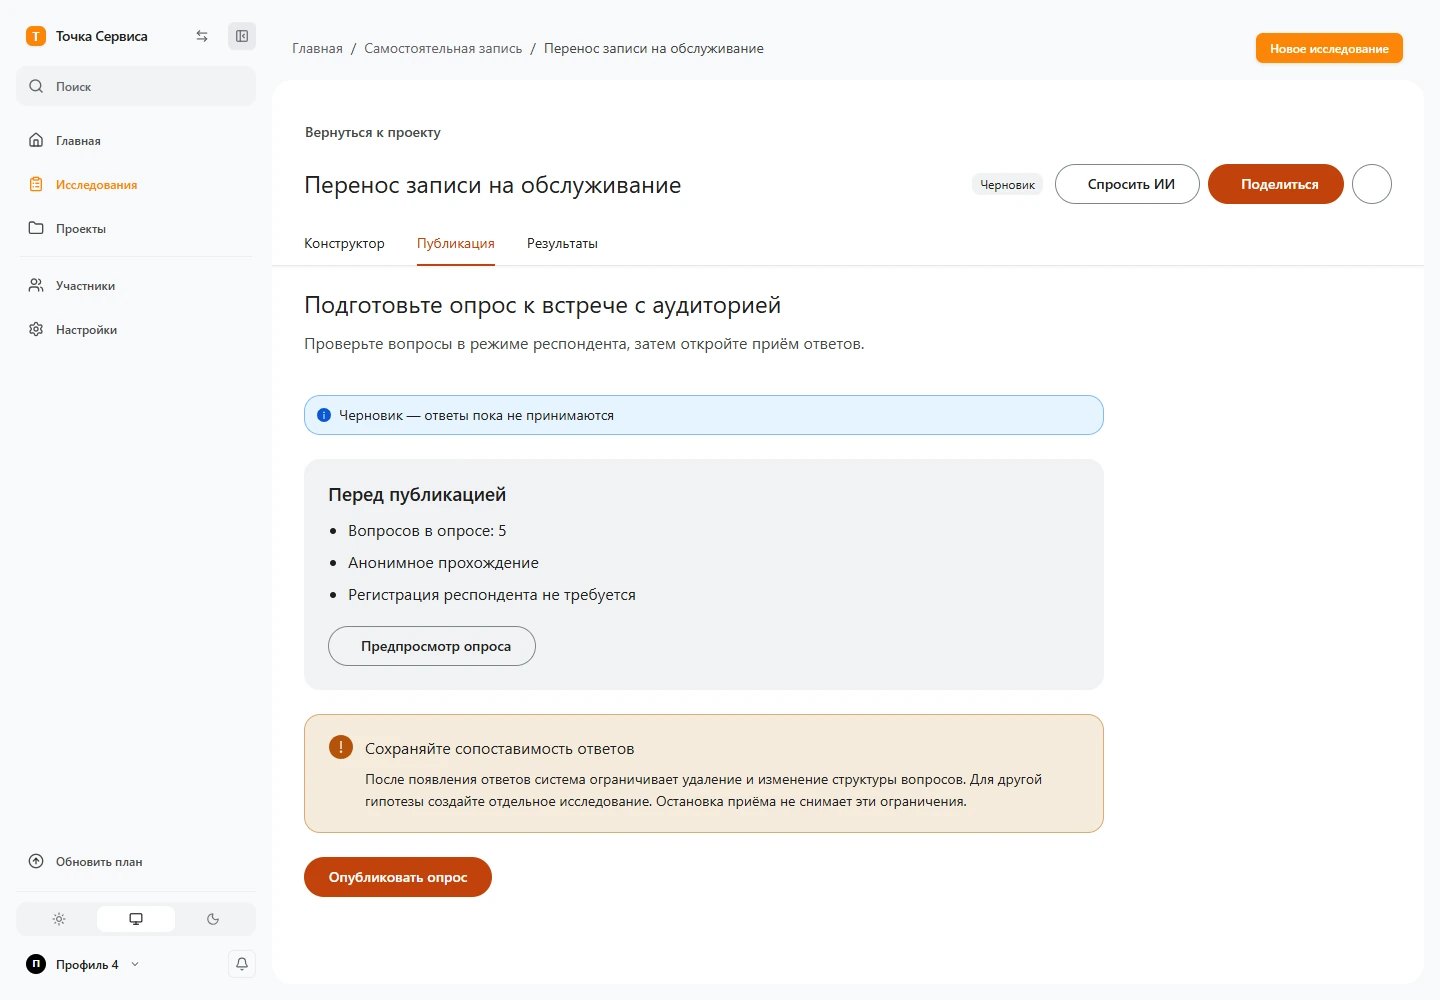 Т Точка Сервиса
Поиск
Главная
Исследования
Проекты
Участники
Настройки
Обновить план
П Профиль 4
Главная / Самостоятельная запись / Перенос записи на обслуживание
Новое исследование
Вернуться к проекту
Перенос записи на обслуживание
Черновик
Спросить ИИ
Поделиться
Конструктор Публикация Результаты
Подготовьте опрос к встрече с аудиторией
Проверьте вопросы в режиме респондента, затем откройте приём ответов.
Черновик — ответы пока не принимаются
Перед публикацией
• Вопросов в опросе: 5
• Анонимное прохождение
• Регистрация респондента не требуется
Предпросмотр опроса
Сохраняйте сопоставимость ответов
После появления ответов система ограничивает удаление и изменение структуры вопросов. Для другой
гипотезы создайте отдельное исследование. Остановка приёма не снимает эти ограничения.
Опубликовать опрос